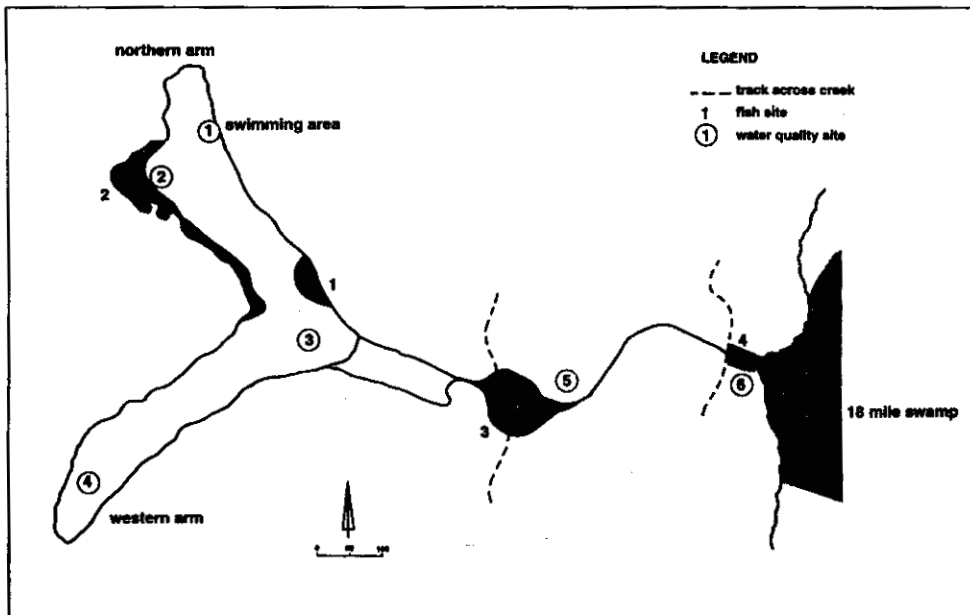 northern arm
LEGEND
track across creek
1 fish site
1 water quality site
1 swimming area
2
2
1
3
4
western arm
3
5
4
6
18 mile swamp
0